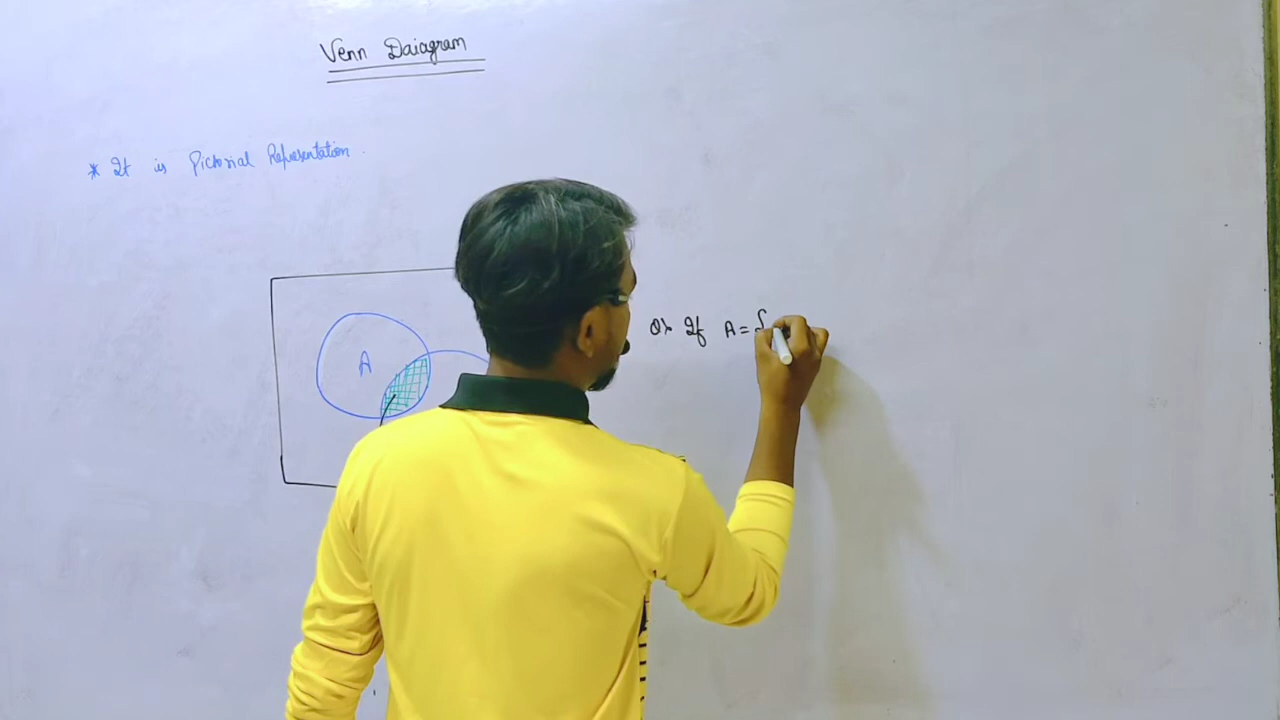 Venn Daiagram
* It is Pictorial Representation.
A
If A = {